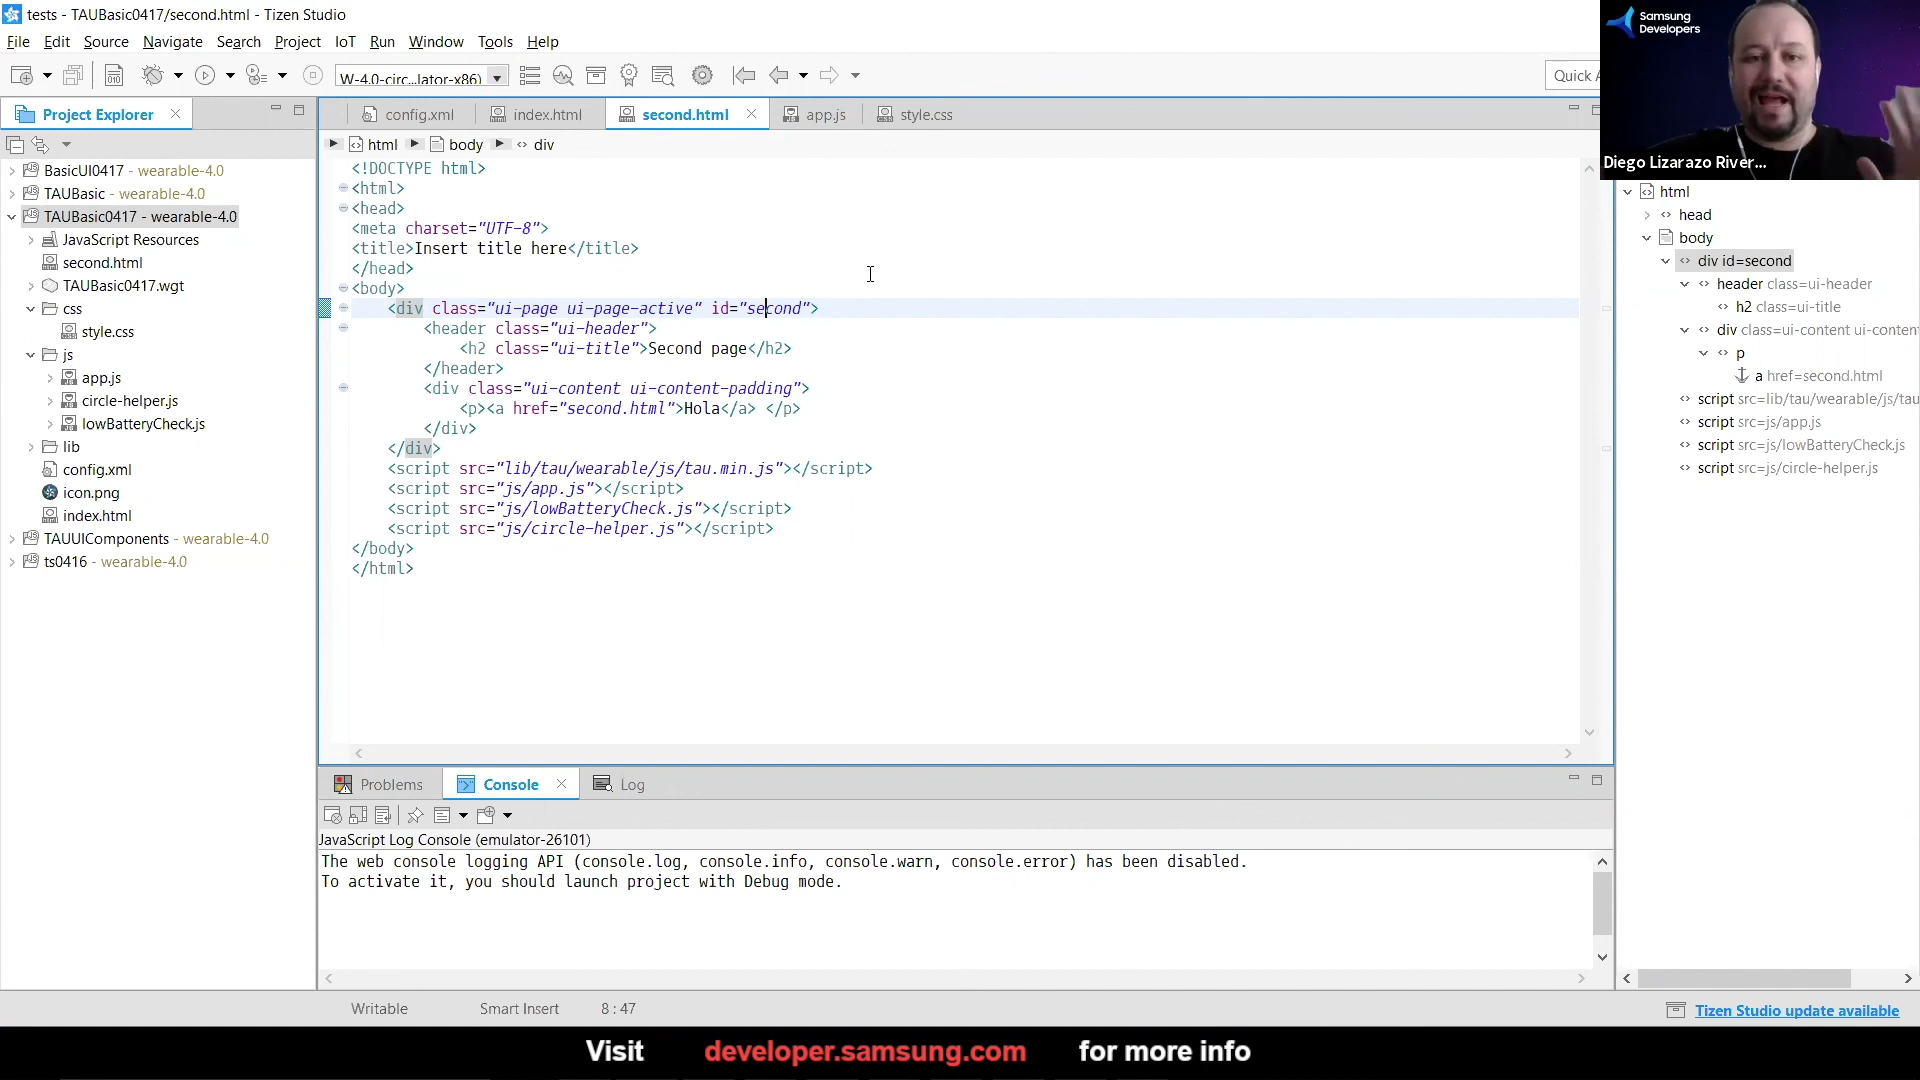 tests - TAUBasic0417/second.html - Tizen Studio
File Edit Source Navigate Search Project IoT Run Window Tools Help
W-4.0-circ...lator-x86)
Quick A
Samsung
Developers
Diego Lizarazo River...
Project Explorer
BasicUI0417 - wearable-4.0
TAUBasic - wearable-4.0
TAUBasic0417 - wearable-4.0
JavaScript Resources
second.html
TAUBasic0417.wgt
css
style.css
js
app.js
circle-helper.js
lowBatteryCheck.js
lib
config.xml
icon.png
index.html
TAUUIComponents - wearable-4.0
ts0416 - wearable-4.0
config.xml index.html second.html app.js style.css
html body div
<!DOCTYPE html>
<html>
<head>
<meta charset="UTF-8">
<title>Insert title here</title>
</head>
<body>
<div class="ui-page ui-page-active" id="second">
<header class="ui-header">
<h2 class="ui-title">Second page</h2>
</header>
<div class="ui-content ui-content-padding">
<p><a href="second.html">Hola</a> </p>
</div>
</div>
<script src="lib/tau/wearable/js/tau.min.js"></script>
<script src="js/app.js"></script>
<script src="js/lowBatteryCheck.js"></script>
<script src="js/circle-helper.js"></script>
</body>
</html>
html
head
body
div id=second
header class=ui-header
h2 class=ui-title
div class=ui-content ui-content
p
a href=second.html
script src=lib/tau/wearable/js/tau
script src=js/app.js
script src=js/lowBatteryCheck.js
script src=js/circle-helper.js
Problems Console Log
JavaScript Log Console (emulator-26101)
The web console logging API (console.log, console.info, console.warn, console.error) has been disabled.
To activate it, you should launch project with Debug mode.
Writable Smart Insert 8 : 47
Tizen Studio update available
Visit developer.samsung.com for more info